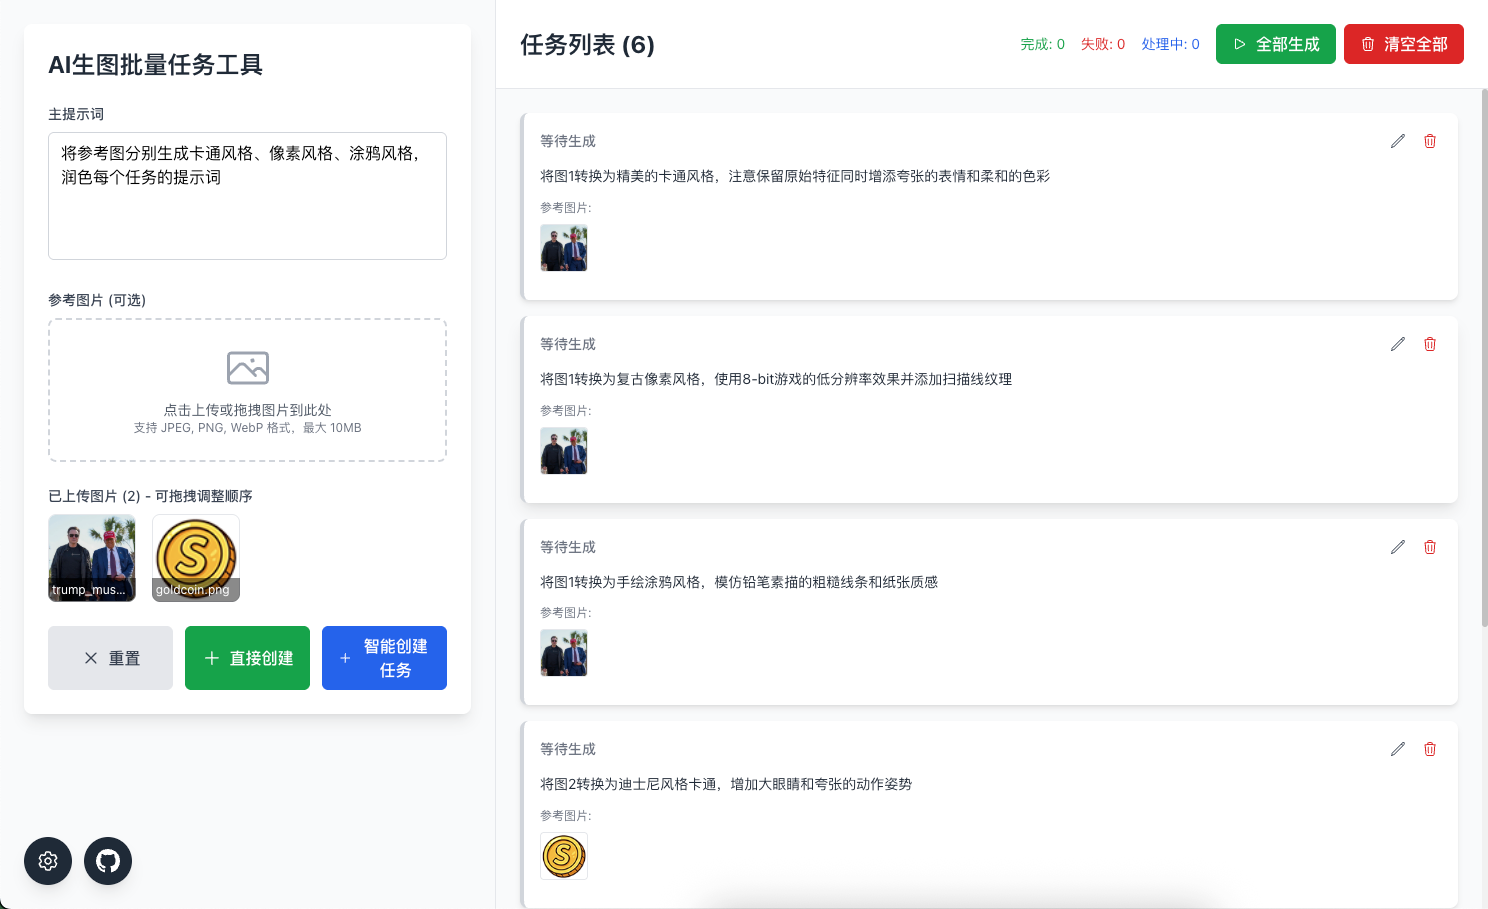 AI生图批量任务工具
主提示词
将参考图分别生成卡通风格、像素风格、涂鸦风格，
润色每个任务的提示词
参考图片 (可选)
点击上传或拖拽图片到此处
支持 JPEG, PNG, WebP 格式，最大 10MB
已上传图片 (2) - 可拖拽调整顺序
trump_mus...
goldcoin.png
重置
直接创建
智能创建
任务
任务列表 (6)
完成: 0
失败: 0
处理中: 0
全部生成
清空全部
等待生成
将图1转换为精美的卡通风格，注意保留原始特征同时增添夸张的表情和柔和的色彩
参考图片:
等待生成
将图1转换为复古像素风格，使用8-bit游戏的低分辨率效果并添加扫描线纹理
参考图片:
等待生成
将图1转换为手绘涂鸦风格，模仿铅笔素描的粗糙线条和纸张质感
参考图片:
等待生成
将图2转换为迪士尼风格卡通，增加大眼睛和夸张的动作姿势
参考图片: